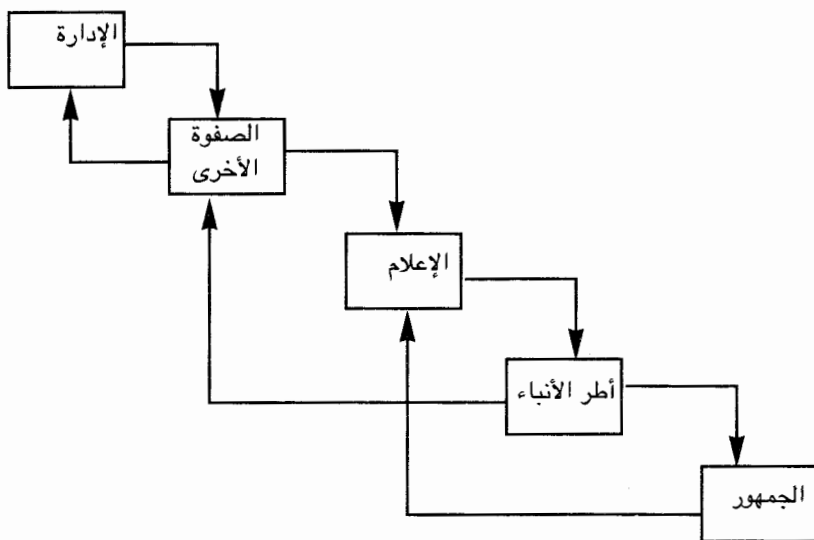 الإدارة
الصفوة
الأخرى
الإعلام
أطر الأنباء
الجمهور